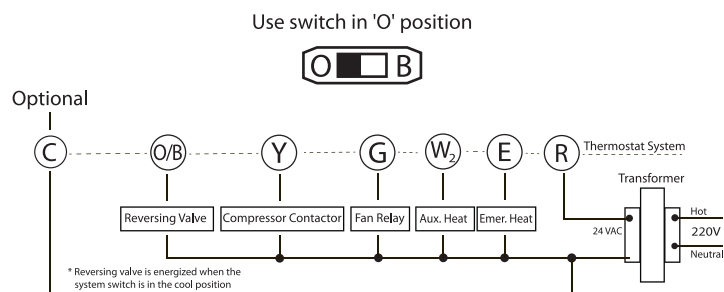 Use switch in 'O' position
O B
Optional
C O/B Y G W2 E R Thermostat System
Transformer
Reversing Valve Compressor Contactor Fan Relay Aux. Heat Emer. Heat
Hot
24 VAC 220V
Neutral
* Reversing valve is energized when the
system switch is in the cool position